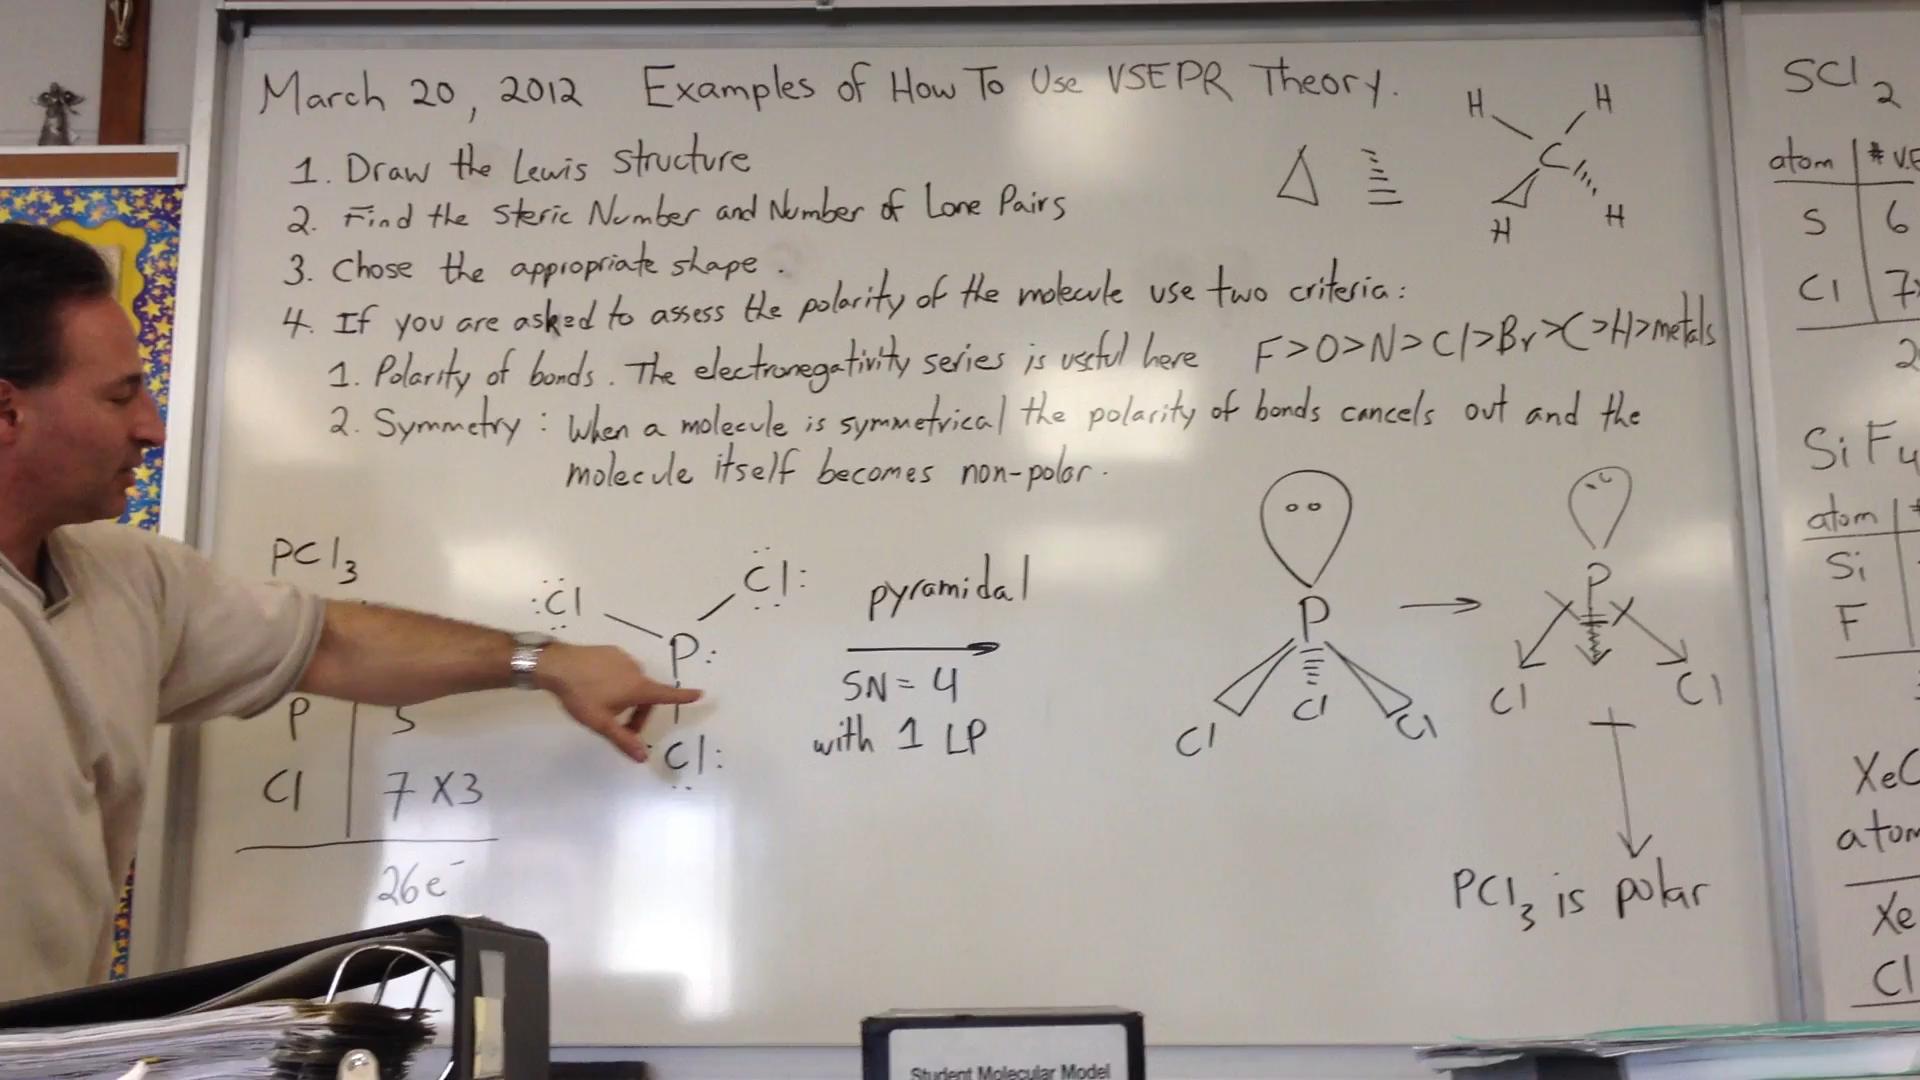 March 20, 2012 Examples of How To Use VSEPR Theory.
1. Draw the Lewis Structure
2. Find the Steric Number and Number of Lone Pairs
3. Chose the appropriate shape.
4. If you are asked to assess the polarity of the molecule use two criteria:
1. Polarity of bonds. The electronegativity series is useful here F>O>N>Cl>Br>C>H>metals
2. Symmetry: When a molecule is symmetrical the polarity of bonds cancels out and the
molecule itself becomes non-polar.
H H
C
H H
PCl3
P 5
Cl 7 X3
26e-
:Cl Cl:
P:
Cl:
pyramidal
SN = 4
with 1 LP
P
Cl Cl Cl
P
Cl Cl
PCl3 is polar
SCl2
atom # V.E
S 6
Cl 7
2
SiF4
atom
Si
F
XeC
atom
Xe
Cl
Student Molecular Model